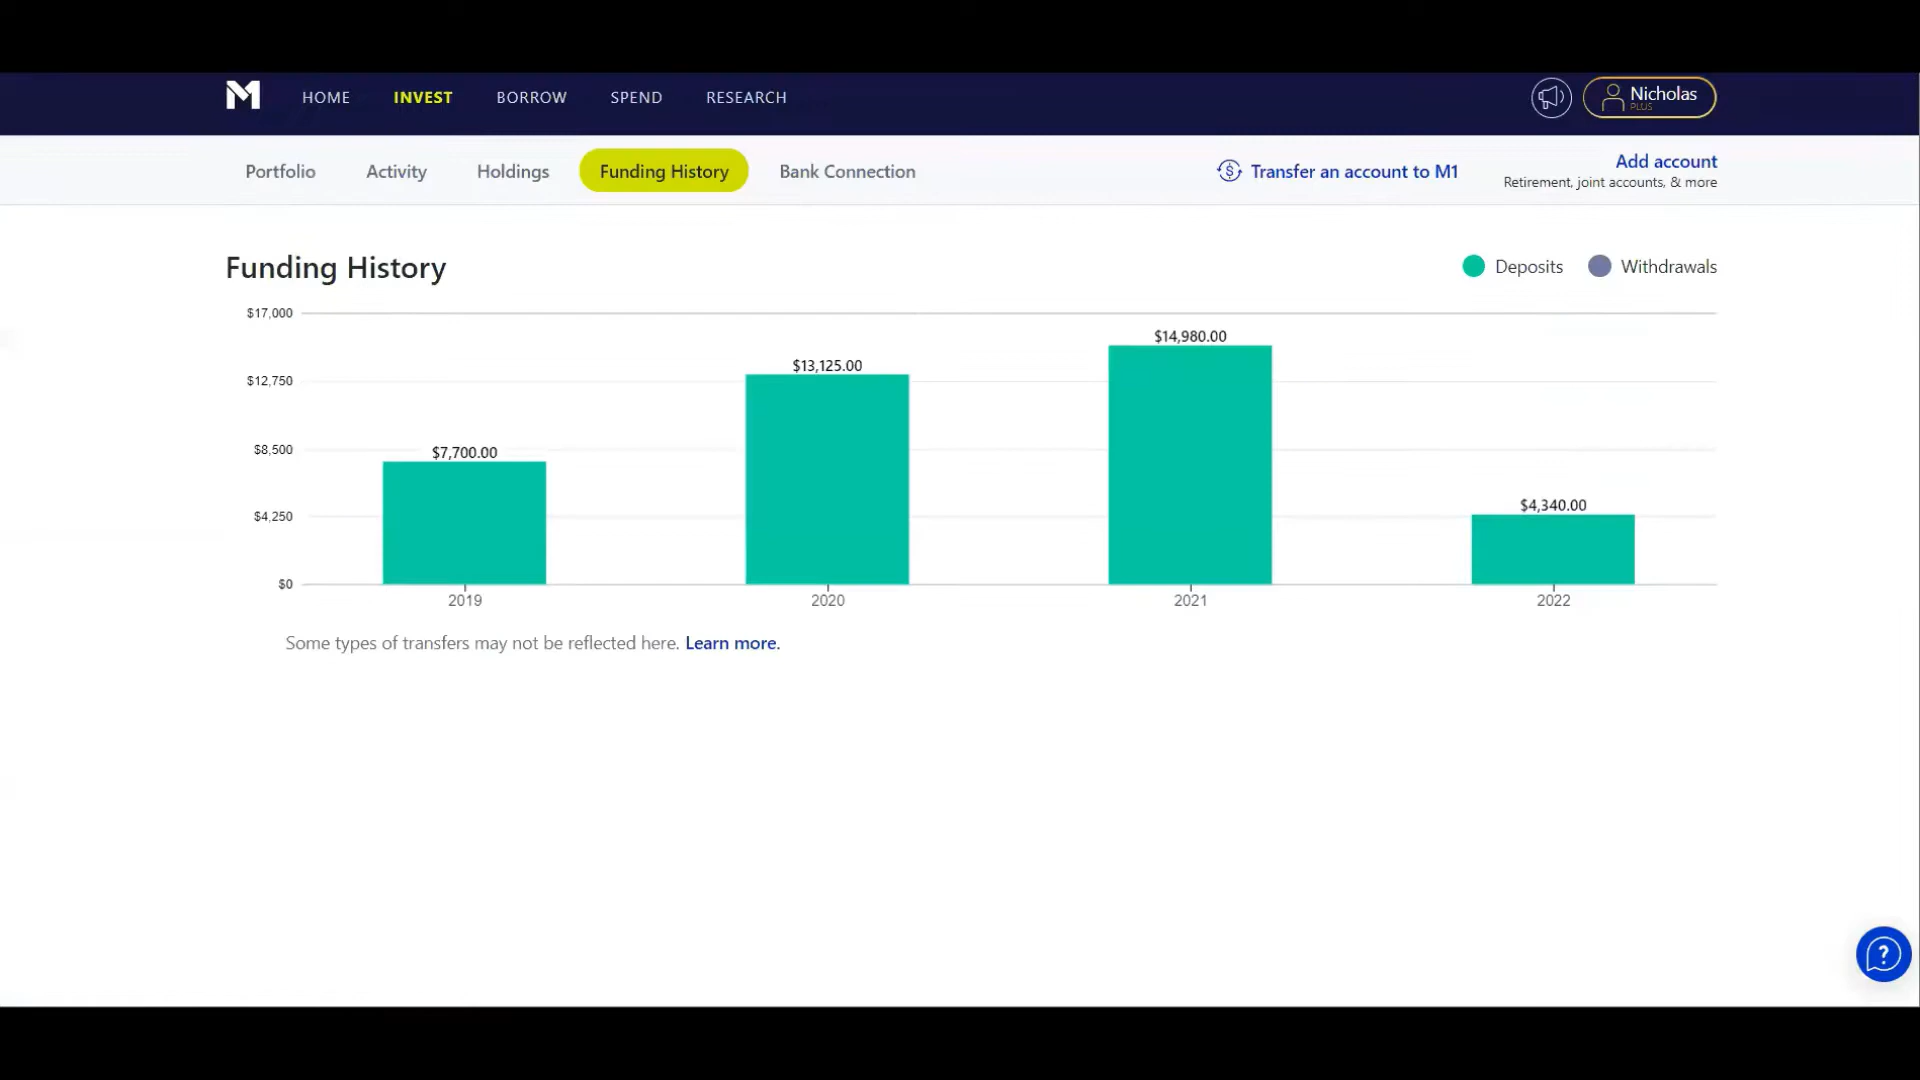 M HOME INVEST BORROW SPEND RESEARCH Nicholas
PLUS
Portfolio Activity Holdings Funding History Bank Connection Transfer an account to M1 Add account
Retirement, joint accounts, & more
Funding History Deposits Withdrawals
$17,000
$14,980.00
$13,125.00
$12,750
$8,500
$7,700.00
$4,340.00
$4,250
$0
2019 2020 2021 2022
Some types of transfers may not be reflected here. Learn more.
?